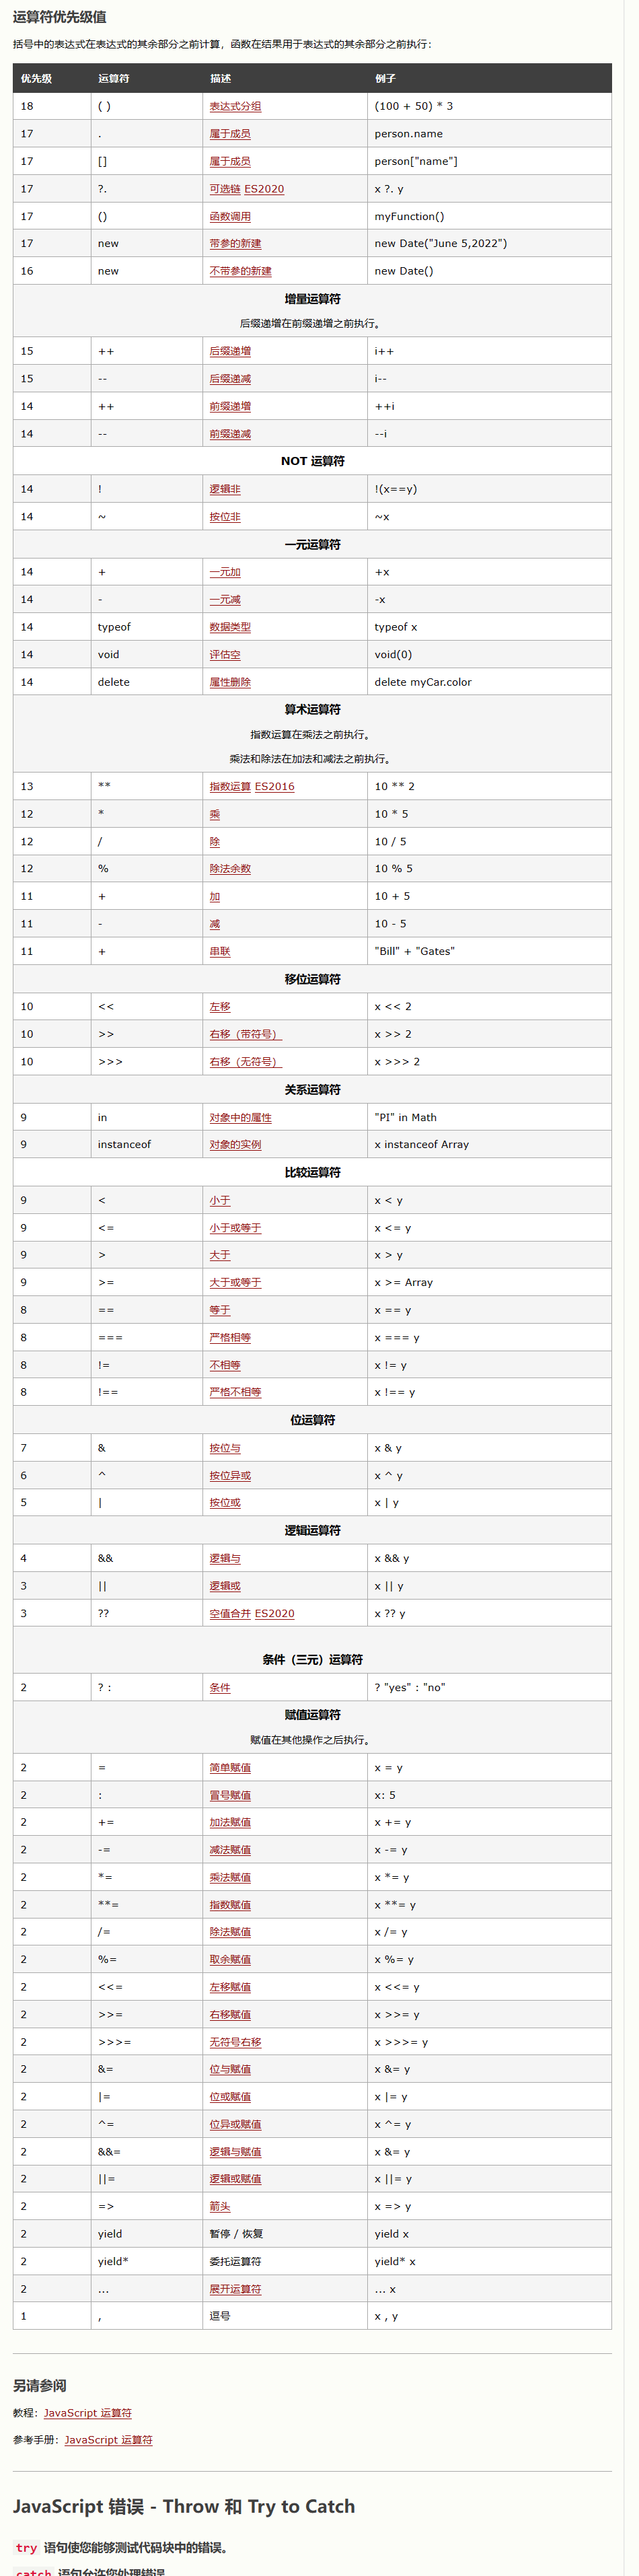 运算符优先级值
括号中的表达式在表达式的其余部分之前计算，函数在结果用于表达式的其余部分之前执行：
优先级 运算符 描述 例子
18 ( ) 表达式分组 (100 + 50) * 3
17 . 属于成员 person.name
17 [] 属于成员 person["name"]
17 ?. 可选链 ES2020 x ?. y
17 () 函数调用 myFunction()
17 new 带参的新建 new Date("June 5,2022")
16 new 不带参的新建 new Date()
增量运算符
后缀递增在前缀递增之前执行。
15 ++ 后缀递增 i++
15 -- 后缀递减 i--
14 ++ 前缀递增 ++i
14 -- 前缀递减 --i
NOT 运算符
14 ! 逻辑非 !(x==y)
14 ~ 按位非 ~x
一元运算符
14 + 一元加 +x
14 - 一元减 -x
14 typeof 数据类型 typeof x
14 void 评估空 void(0)
14 delete 属性删除 delete myCar.color
算术运算符
指数运算在乘法之前执行。
乘法和除法在加法和减法之前执行。
13 ** 指数运算 ES2016 10 ** 2
12 * 乘 10 * 5
12 / 除 10 / 5
12 % 除法余数 10 % 5
11 + 加 10 + 5
11 - 减 10 - 5
11 + 串联 "Bill" + "Gates"
移位运算符
10 << 左移 x << 2
10 >> 右移（带符号） x >> 2
10 >>> 右移（无符号） x >>> 2
关系运算符
9 in 对象中的属性 "PI" in Math
9 instanceof 对象的实例 x instanceof Array
比较运算符
9 < 小于 x < y
9 <= 小于或等于 x <= y
9 > 大于 x > y
9 >= 大于或等于 x >= Array
8 == 等于 x == y
8 === 严格相等 x === y
8 != 不相等 x != y
8 !== 严格不相等 x !== y
位运算符
7 & 按位与 x & y
6 ^ 按位异或 x ^ y
5 | 按位或 x | y
逻辑运算符
4 && 逻辑与 x && y
3 || 逻辑或 x || y
3 ?? 空值合并 ES2020 x ?? y
条件（三元）运算符
2 ? : 条件 ? "yes" : "no"
赋值运算符
赋值在其他操作之后执行。
2 = 简单赋值 x = y
2 : 冒号赋值 x: 5
2 += 加法赋值 x += y
2 -= 减法赋值 x -= y
2 *= 乘法赋值 x *= y
2 **= 指数赋值 x **= y
2 /= 除法赋值 x /= y
2 %= 取余赋值 x %= y
2 <<= 左移赋值 x <<= y
2 >>= 右移赋值 x >>= y
2 >>>= 无符号右移 x >>>= y
2 &= 位与赋值 x &= y
2 |= 位或赋值 x |= y
2 ^= 位异或赋值 x ^= y
2 &&= 逻辑与赋值 x &= y
2 ||= 逻辑或赋值 x ||= y
2 => 箭头 x => y
2 yield 暂停 / 恢复 yield x
2 yield* 委托运算符 yield* x
2 ... 展开运算符 ... x
1 , 逗号 x , y
另请参阅
教程：JavaScript 运算符
参考手册：JavaScript 运算符
JavaScript 错误 - Throw 和 Try to Catch
try 语句使您能够测试代码块中的错误。
catch 语句允许您处理错误。